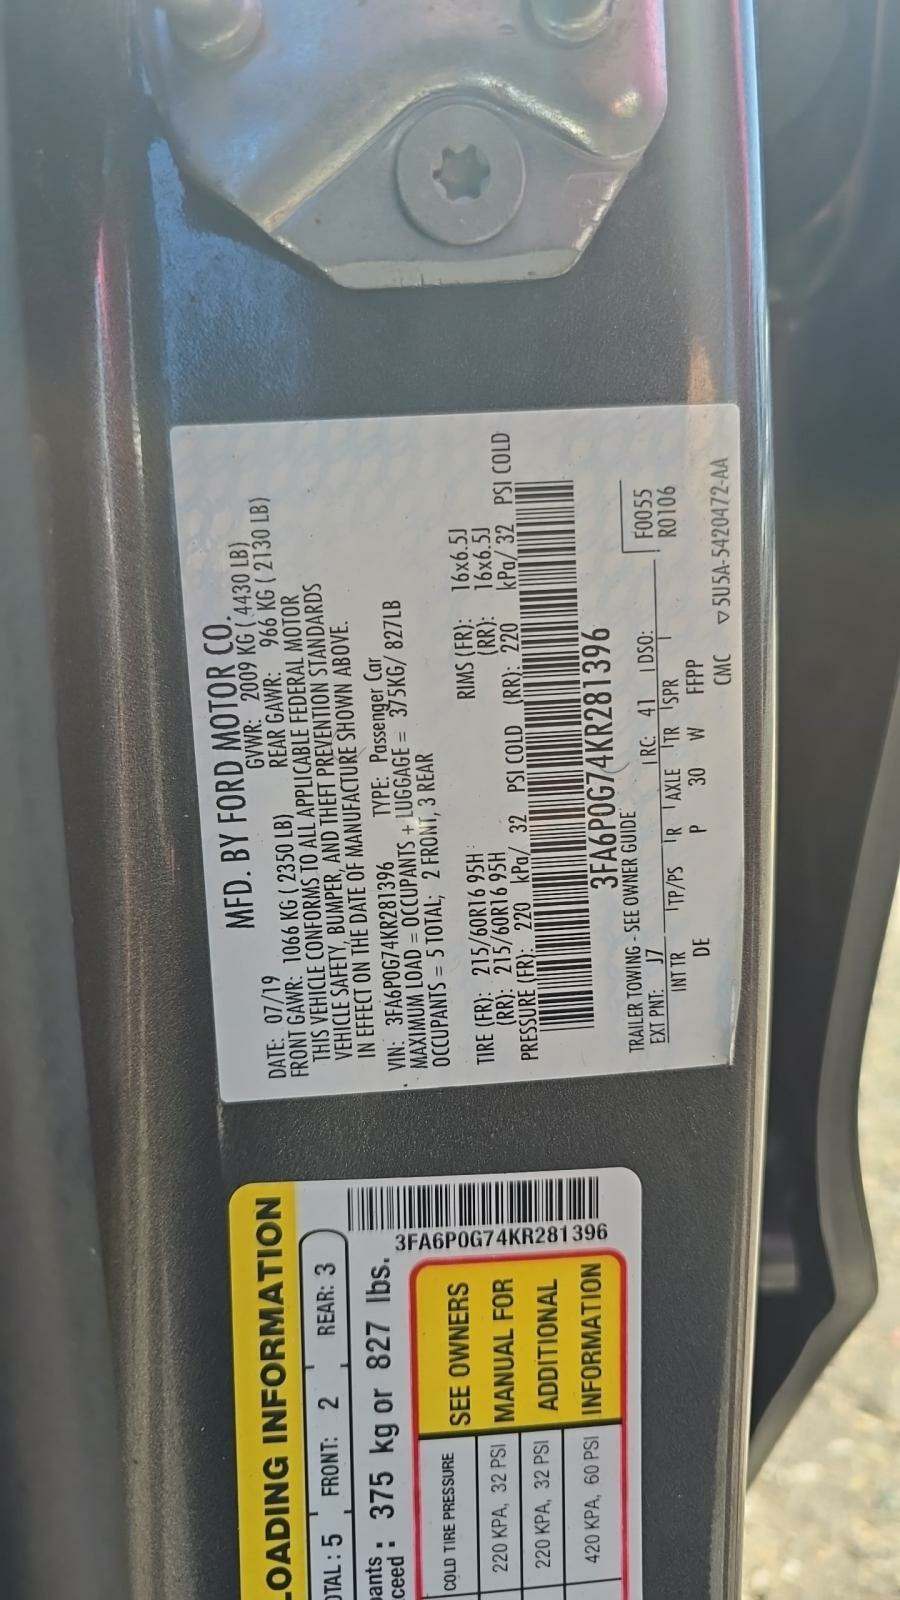 MFD. BY FORD MOTOR CO.
DATE: 07/19 GVWR: 2009 KG ( 4430 LB)
FRONT GAWR: 1066 KG ( 2350 LB) REAR GAWR: 966 KG ( 2130 LB)
THIS VEHICLE CONFORMS TO ALL APPLICABLE FEDERAL MOTOR
VEHICLE SAFETY, BUMPER, AND THEFT PREVENTION STANDARDS
IN EFFECT ON THE DATE OF MANUFACTURE SHOWN ABOVE.
VIN: 3FA6P0G74KR281396 TYPE: Passenger Car
MAXIMUM LOAD = OCCUPANTS + LUGGAGE = 375KG/ 827LB
OCCUPANTS = 5 TOTAL; 2 FRONT, 3 REAR
TIRE (FR): 215/60R16 95H RIMS (FR): 16x6.5J
(RR): 215/60R16 95H (RR): 16x6.5J
PRESSURE (FR): 220 kPa/ 32 PSI COLD (RR): 220 kPa/ 32 PSI COLD
3FA6P0G74KR281396
TRAILER TOWING - SEE OWNER GUIDE F0055
EXT PNT: J7 RC: 41 DSO: R0106
INT TR TP/PS R AXLE TR SPR
DE P 30 W FFPP
CMC ▽5U5A-5420472-AA
LOADING INFORMATION
TOTAL: 5 FRONT: 2 REAR: 3
375 kg or 827 lbs.
3FA6P0G74KR281396
COLD TIRE PRESSURE
220 KPA, 32 PSI
220 KPA, 32 PSI
420 KPA, 60 PSI
SEE OWNERS
MANUAL FOR
ADDITIONAL
INFORMATION